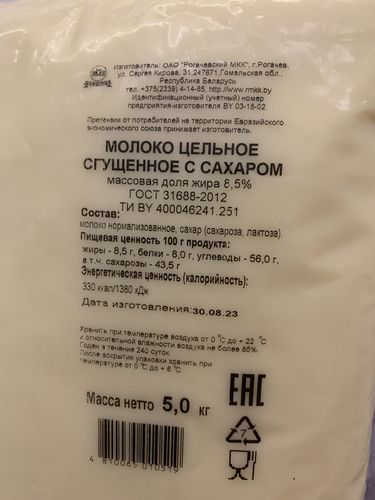 Изготовитель: ОАО "Рогачевский МКК", г.Рогачев,
ул. Сергея Кирова, 31,247671,Гомельская обл.,
Республика Беларусь
тел. +375(2339) 4-14-85, http://www.rmkk.by
Идентификационный (учетный) номер
предприятия-изготовителя BY 03-18-02.
Претензии от потребителей на территории Евразийского
экономического союза принимает изготовитель.
МОЛОКО ЦЕЛЬНОЕ
СГУЩЕННОЕ С САХАРОМ
массовая доля жира 8,5%
ГОСТ 31688-2012
ТИ BY 400046241.251
Состав:
молоко нормализованное, сахар (сахароза, лактоза).
Пищевая ценность 100 г продукта:
жиры - 8,5 г, белки - 8,0 г, углеводы - 56,0 г,
в т.ч. сахарозы - 43,5 г
Энергетическая ценность (калорийность):
330 ккал/1380 кДж
Дата изготовления:30.08.23
Хранить при температуре воздуха от 0 °С до + 22 °С
и относительной влажности воздуха не более 85%.
Годен в течение 240 суток.
После вскрытия упаковки хранить при
температуре от 0 °С до + 6 °С.
Масса нетто 5,0 кг
ЕАС
7
4 810065 010519